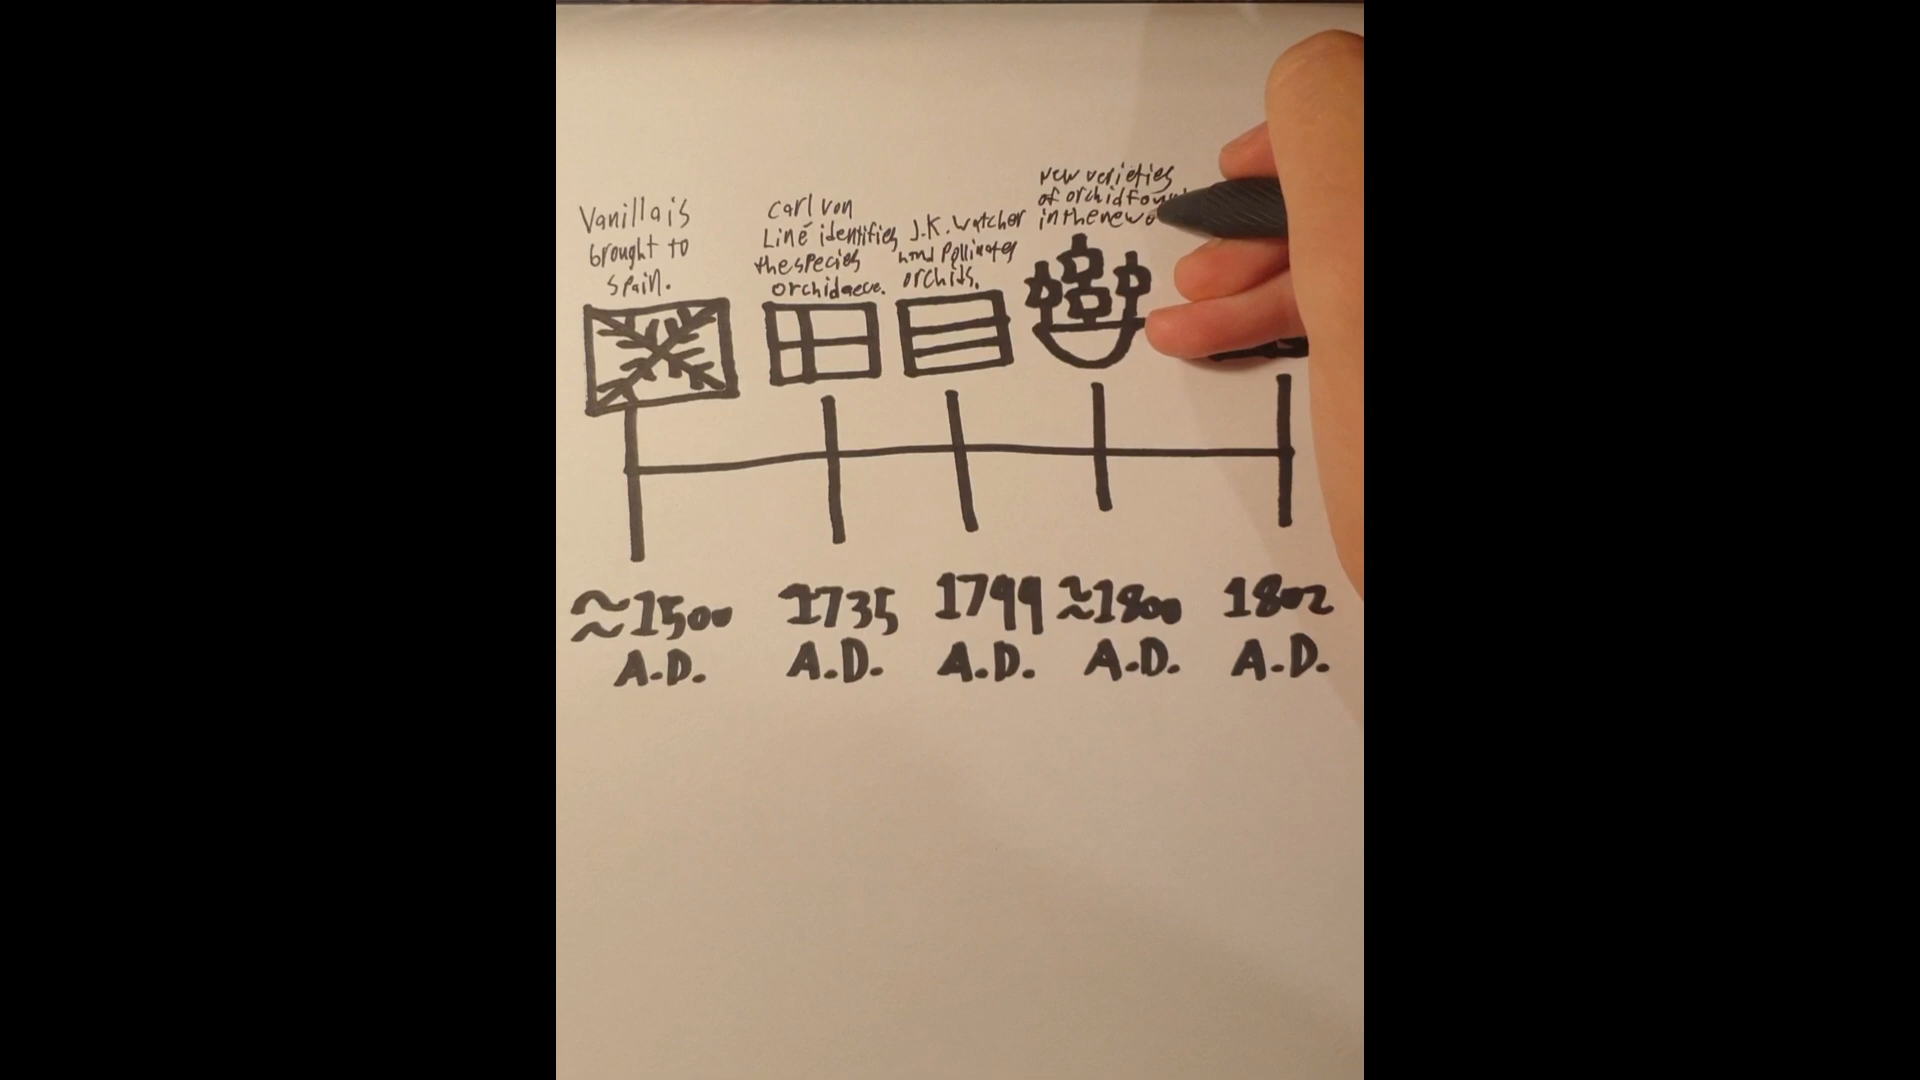 Vanilla is
brought to
spain.
Carl von
Liné identifies
the species
orchidaece.
J.K. Watcher
hand pollinates
orchids.
New verieties
of orchid
in the new
≈1500
A.D.
1735
A.D.
1799
A.D.
≈1800
A.D.
1802
A.D.